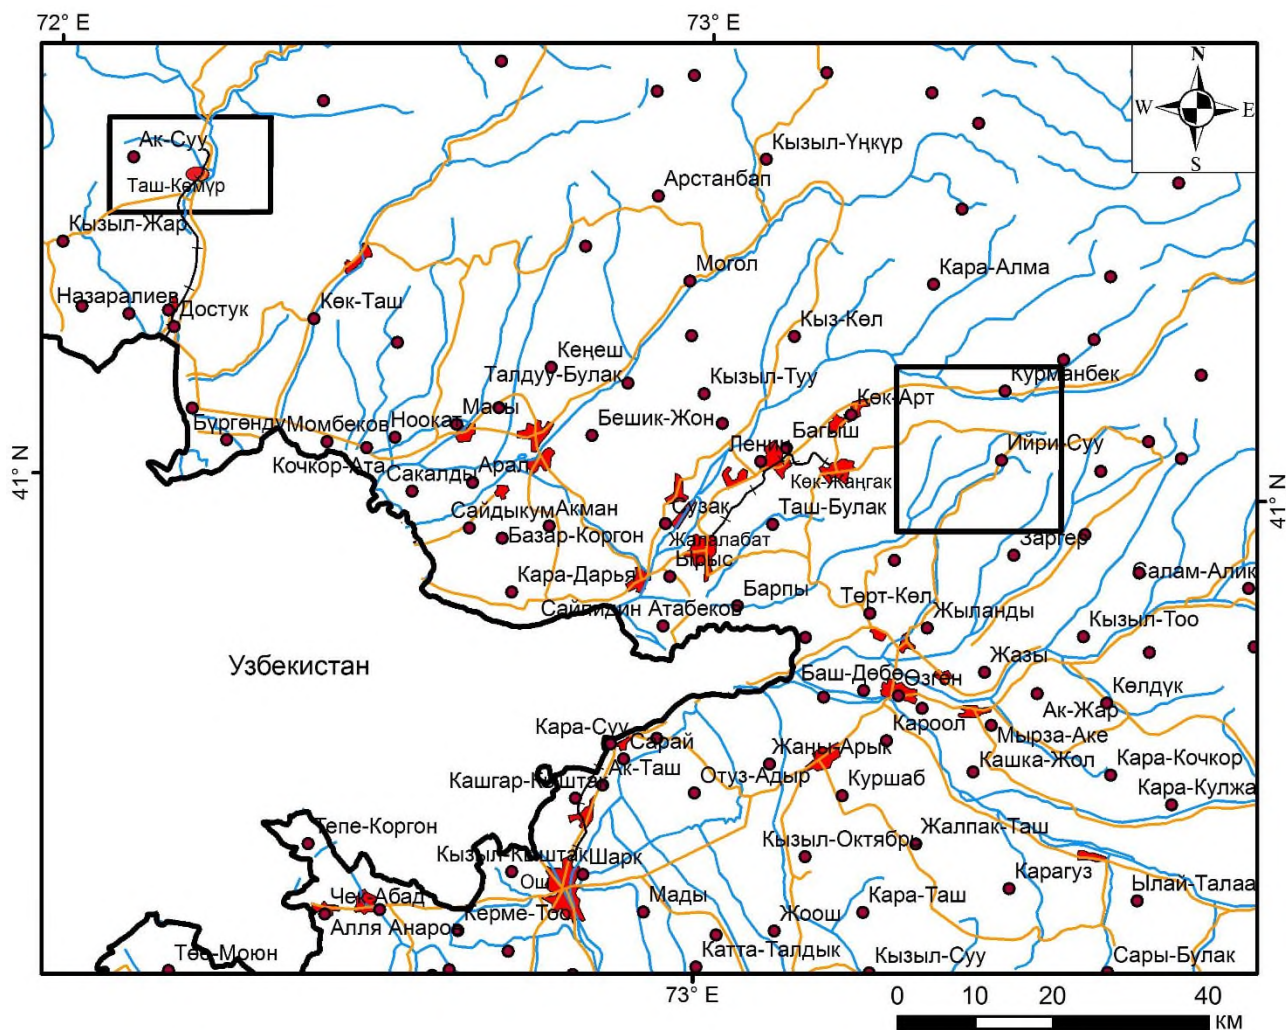 72° E
73° E
N
W
E
S
Ак-Суу
Кызыл-Үңкүр
Таш-Көмүр
Арстанбап
Кызыл-Жар
Могол
Кара-Алма
Назаралиев
Достук
Көк-Таш
Кыз-Көл
Кеңеш
Талдуу-Булак
Кызыл-Туу
Курманбек
Көк-Арт
Бүргөндү
Момбеков
Ноокат
Масы
Бешик-Жон
Багыш
Ленин
Ийри-Суу
41° N
41° N
Кочкор-Ата
Сакалды
Арал
Көк-Жаңгак
Сайдыкум
Акман
Сузак
Таш-Булак
Базар-Коргон
Жалалабат
Ырыс
Заргер
Кара-Дарья
Барпы
Салам-Алик
Сайпидин Атабеков
Төрт-Көл
Жыланды
Кызыл-Тоо
Узбекистан
Жазы
Баш-Дөбө
Өзгөн
Көлдүк
Ак-Жар
Кара-Суу
Сарай
Кароол
Мырза-Аке
Жаңы-Арык
Ак-Таш
Отуз-Адыр
Кашка-Жол
Кара-Кочкор
Кашгар-Кыштак
Куршаб
Кара-Кулжа
Тепе-Коргон
Кызыл-Октябрь
Жалпак-Таш
Кызыл-Кыштак
Шарк
Ош
Карагуз
Чек-Абад
Мады
Кара-Таш
Ылай-Талаа
Алля Анаров
Керме-Тоо
Жоош
Төө-Моюн
Катта-Талдык
Кызыл-Суу
Сары-Булак
73° E
0
10
20
40
км